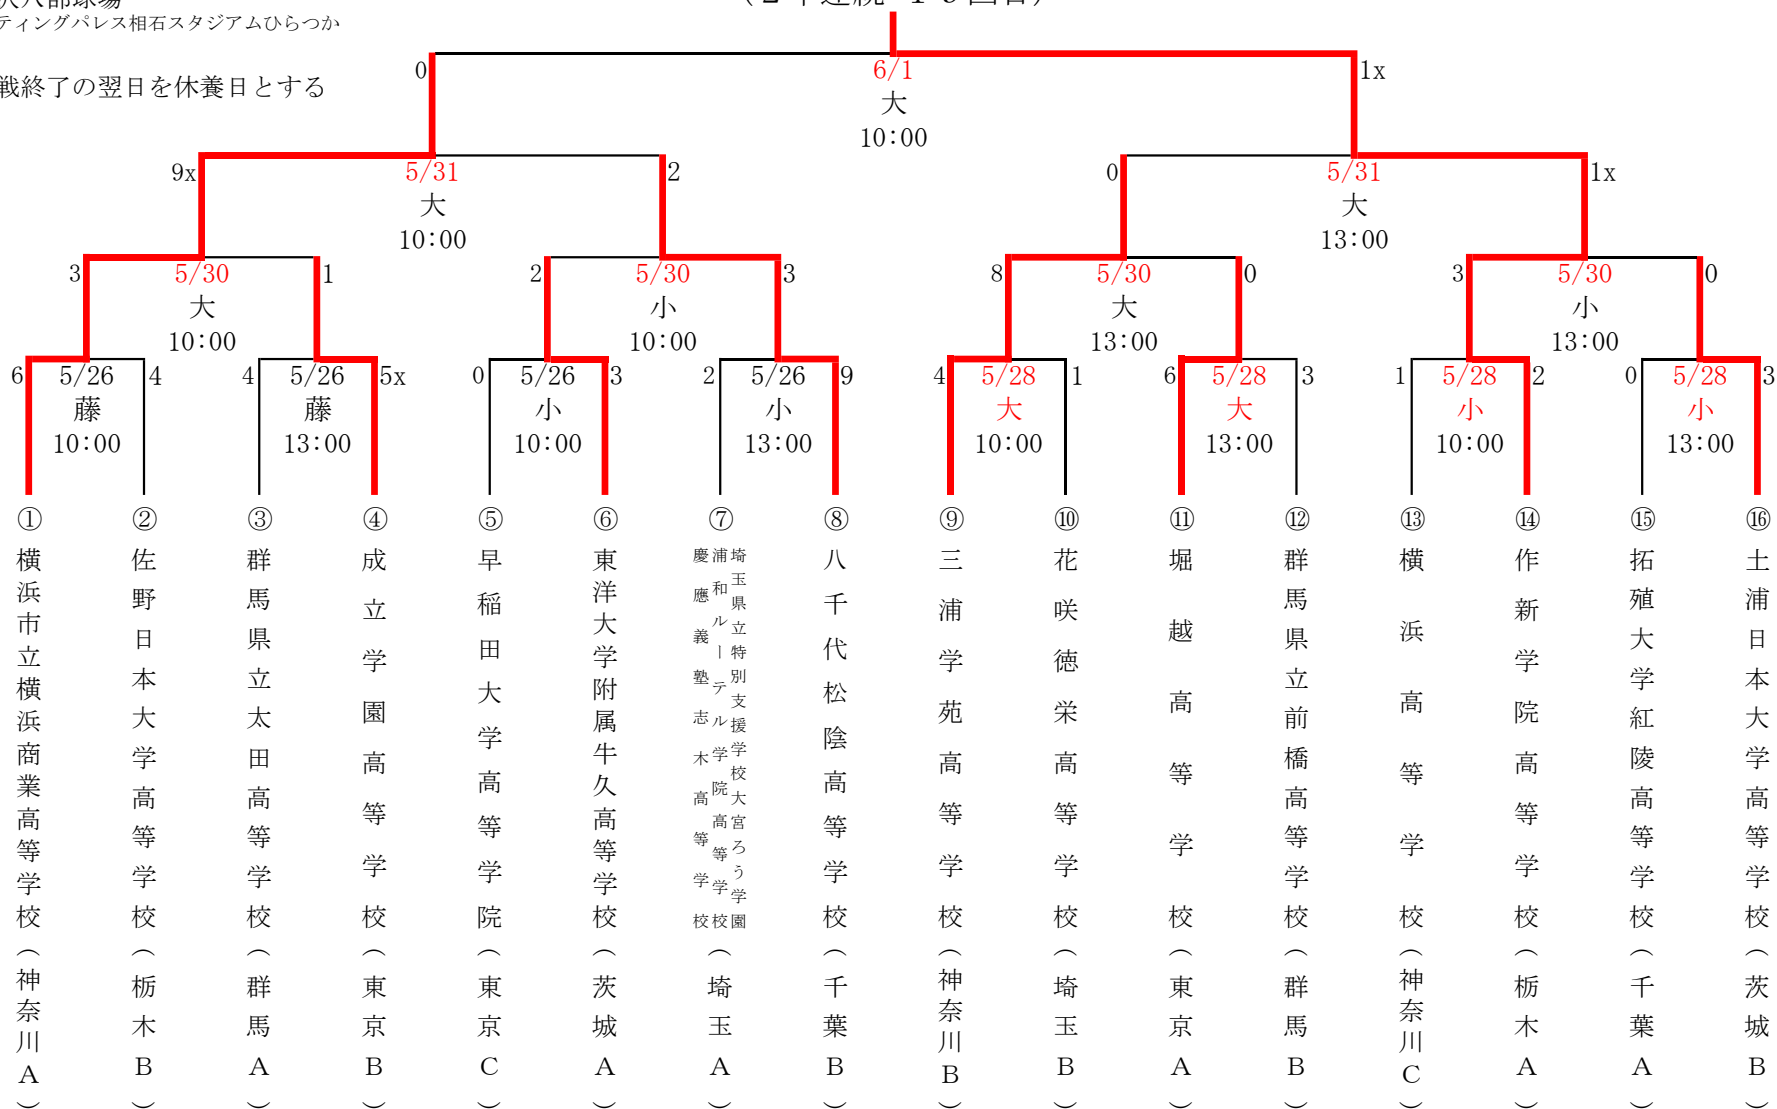 ティングパレス相石スタジアムひらつか
戦終了の翌日を休養日とする
0 6/1 1x
大
10:00
9x 5/31 2 0 5/31 1x
大 大
10:00 13:00
3 5/30 1 2 5/30 3 8 5/30 0 3 5/30 0
大 小 大 小
10:00 10:00 13:00 13:00
6 5/26 4 4 5/26 5x 0 5/26 3 2 5/26 9 4 5/28 1 6 5/28 3 1 5/28 2 0 5/28 3
藤 藤 小 小 大 大 小 小
10:00 13:00 10:00 13:00 10:00 13:00 10:00 13:00
① 横浜市立横浜商業高等学校(神奈川A)
② 佐野日本大学高等学校(栃木B)
③ 群馬県立太田高等学校(群馬A)
④ 成立学園高等学校(東京B)
⑤ 早稲田大学高等学院(東京C)
⑥ 東洋大学附属牛久高等学校(茨城A)
⑦ 埼玉県立特別支援学校大宮ろう学園
浦和ルーテル学院高等学校
慶應義塾志木高等学校
(埼玉A)
⑧ 八千代松陰高等学校(千葉B)
⑨ 三浦学苑高等学校(神奈川B)
⑩ 花咲徳栄高等学校(埼玉B)
⑪ 堀越高等学校(東京A)
⑫ 群馬県立前橋高等学校(群馬B)
⑬ 横浜高等学校(神奈川C)
⑭ 作新学院高等学校(栃木A)
⑮ 拓殖大学紅陵高等学校(千葉A)
⑯ 土浦日本大学高等学校(茨城B)